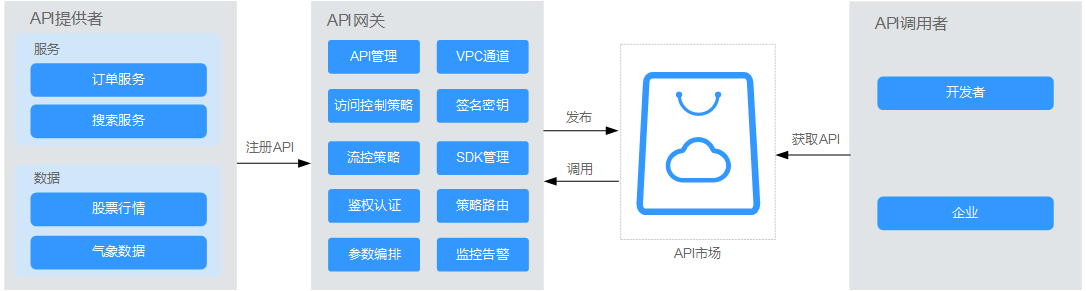 API提供者
服务
订单服务
搜索服务
数据
股票行情
气象数据
注册API
API网关
API管理
VPC通道
访问控制策略
签名密钥
流控策略
SDK管理
鉴权认证
策略路由
参数编排
监控告警
发布
调用
API市场
获取API
API调用者
开发者
企业